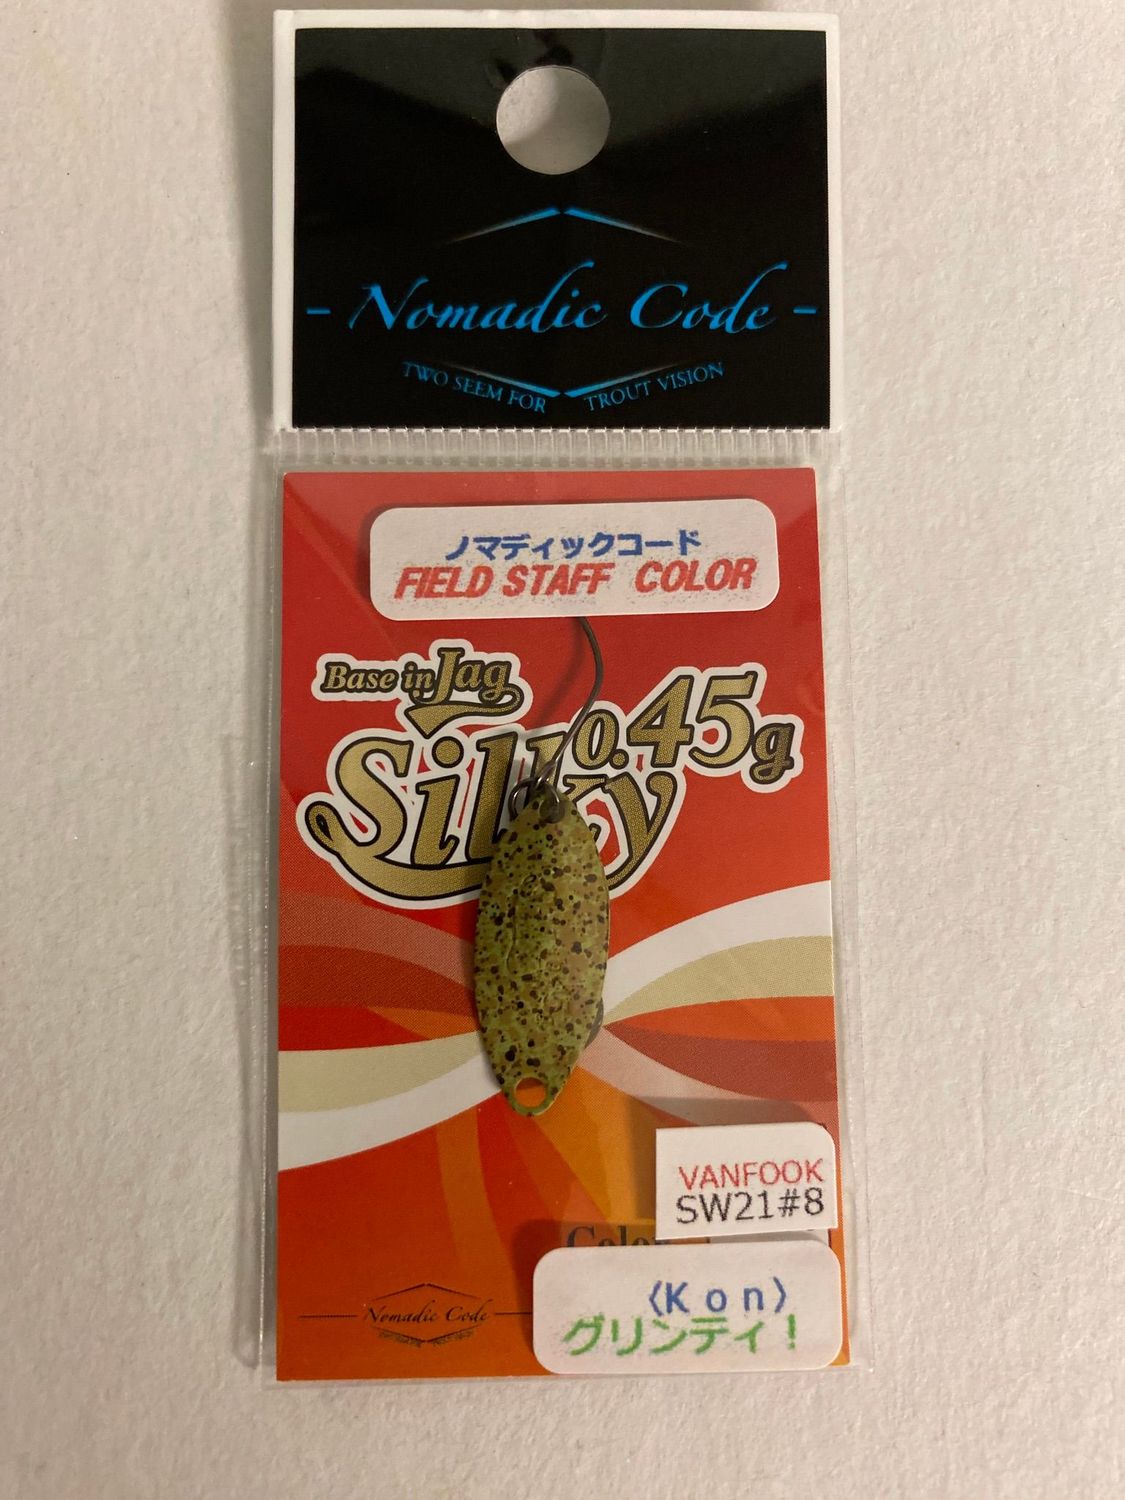 - Nomadic Code -
TWO SEEM FOR TROUT VISION
ノマディックコード
FIELD STAFF COLOR
Base in Jag
Silky 0.45g
VANFOOK
SW21#8
Color
〈Kon〉
グリンティ！
Nomadic Code